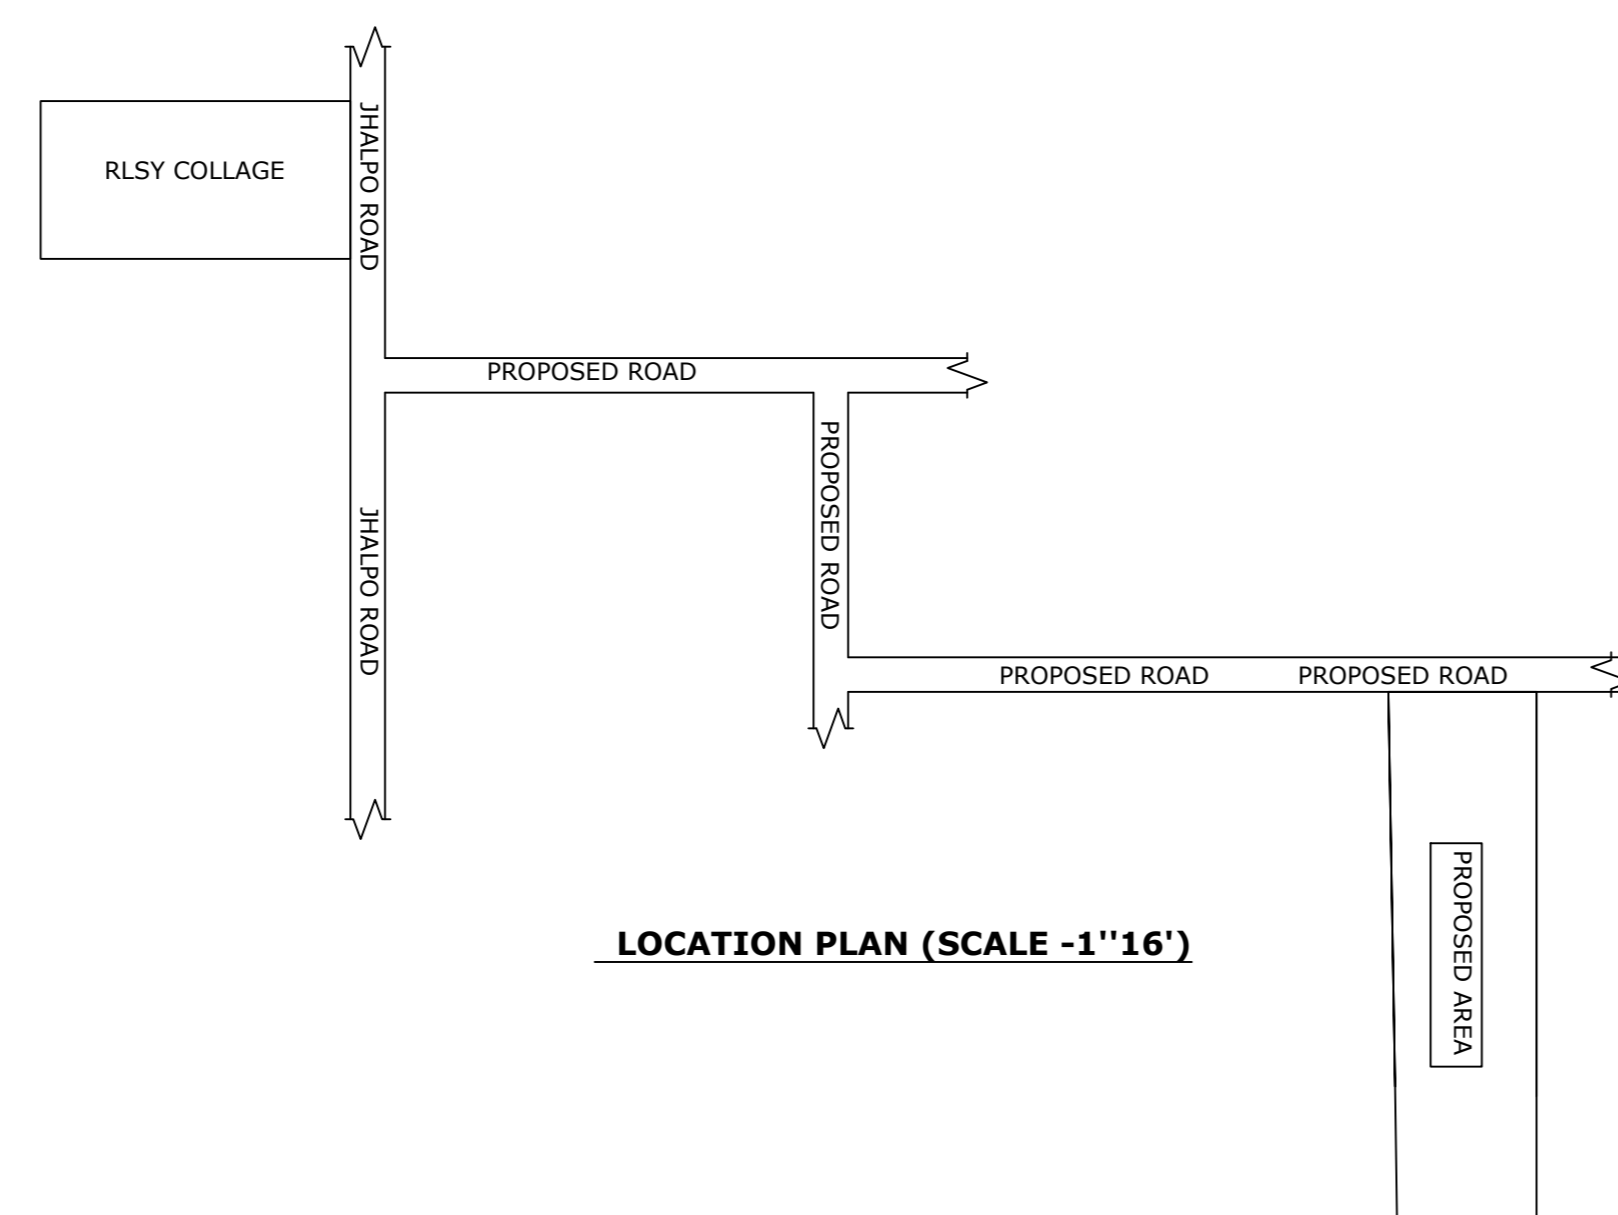 JHALPO ROAD
RLSY COLLAGE
PROPOSED ROAD
PROPOSED ROAD
JHALPO ROAD
PROPOSED ROAD
PROPOSED ROAD
PROPOSED AREA
LOCATION PLAN (SCALE -1''16')